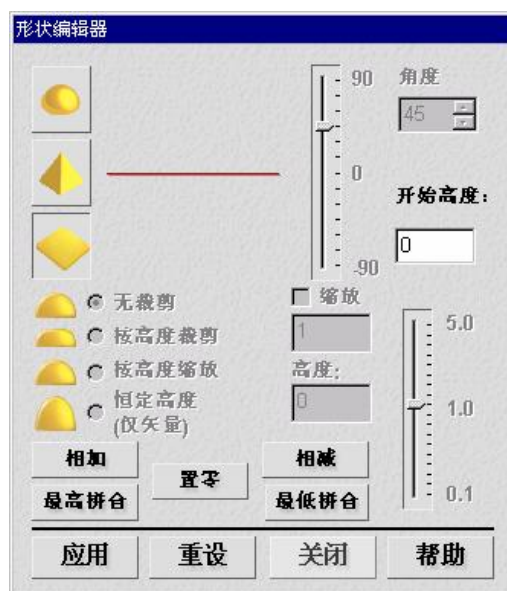 形状编辑器
90
角度
45
0
开始高度:
0
-90
无裁剪
缩放
5.0
按高度裁剪
1
按高度缩放
高度:
恒定高度
(仅矢量)
0
1.0
相加
相减
置零
最高拼合
最低拼合
0.1
应用
重设
关闭
帮助